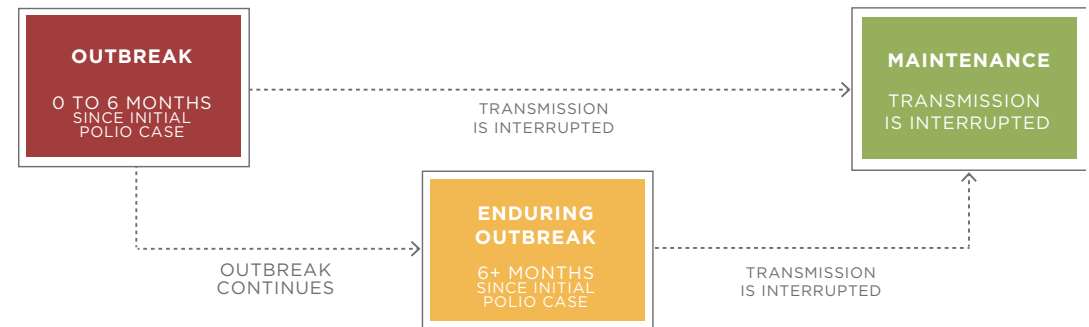 OUTBREAK
0 TO 6 MONTHS
SINCE INITIAL
POLIO CASE
TRANSMISSION
IS INTERRUPTED
MAINTENANCE
TRANSMISSION
IS INTERRUPTED
OUTBREAK
CONTINUES
ENDURING
OUTBREAK
6+ MONTHS
SINCE INITIAL
POLIO CASE
TRANSMISSION
IS INTERRUPTED